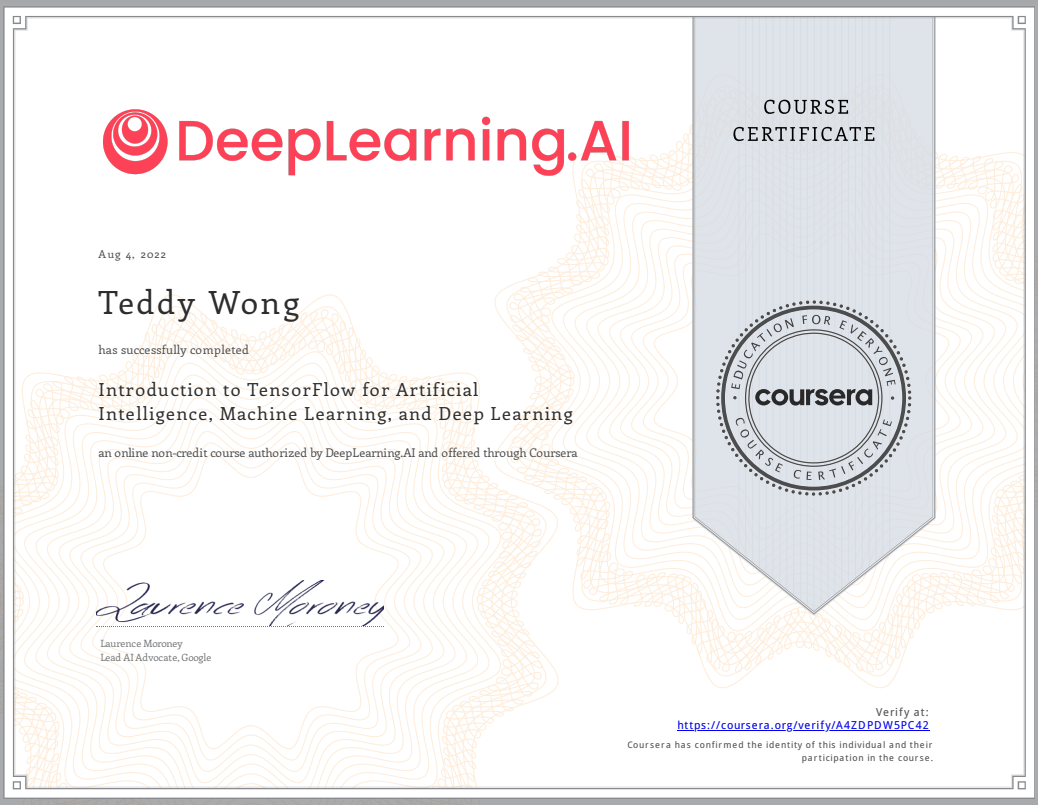 DeepLearning.AI
COURSE
CERTIFICATE
Aug 4, 2022
Teddy Wong
has successfully completed
Introduction to TensorFlow for Artificial
Intelligence, Machine Learning, and Deep Learning
an online non-credit course authorized by DeepLearning.AI and offered through Coursera
EDUCATION FOR EVERYONE
coursera
COURSE CERTIFICATE
Laurence Moroney
Laurence Moroney
Lead AI Advocate, Google
Verify at:
https://coursera.org/verify/A4ZDPDW5PC42
Coursera has confirmed the identity of this individual and their
participation in the course.